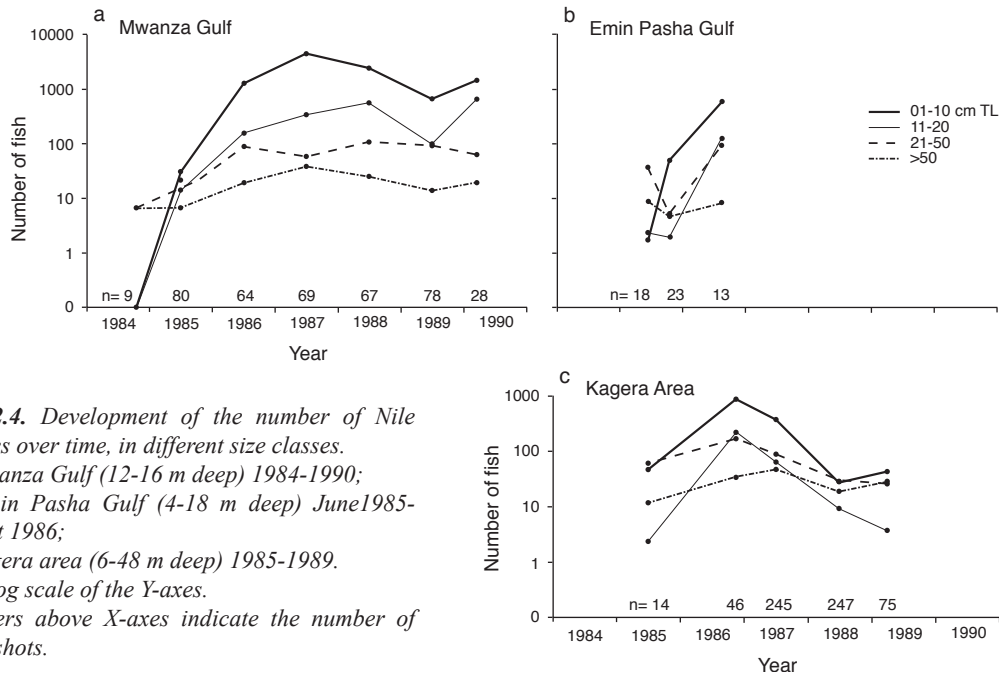 a Mwanza Gulf
10000
1000
100
10
1
0
Number of fish
n= 9 80 64 69 67 78 28
1984 1985 1986 1987 1988 1989 1990
Year
b Emin Pasha Gulf
01-10 cm TL
11-20
21-50
>50
n= 18 23 13
c Kagera Area
1000
100
10
1
0
Number of fish
n= 14 46 245 247 75
1984 1985 1986 1987 1988 1989 1990
Year
2.4. Development of the number of Nile
es over time, in different size classes.
anza Gulf (12-16 m deep) 1984-1990;
in Pasha Gulf (4-18 m deep) June1985-
t 1986;
gera area (6-48 m deep) 1985-1989.
og scale of the Y-axes.
ers above X-axes indicate the number of
shots.